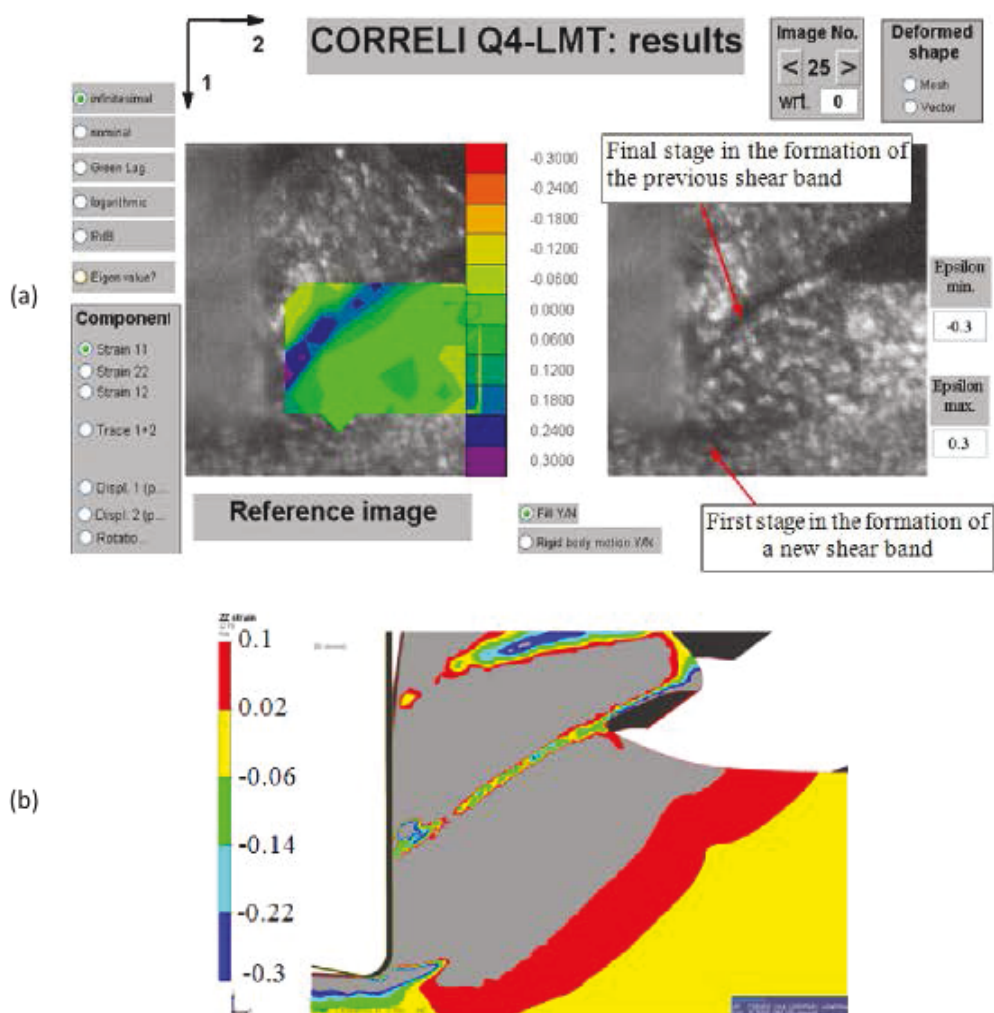 2
1
CORRELI Q4-LMT: results
Image No.
< 25 >
wrt. 0
Deformed
shape
Mesh
Vector
infinitesimal
nominal
Green Lag.
logarithmic
Eigen value?
Component
Strain 11
Strain 22
Strain 12
Trace 1+2
Displ. 1 (p...
Displ. 2 (p...
Rotatio...
-0.3000
-0.2400
-0.1800
-0.1200
-0.0600
0.0000
0.0600
0.1200
0.1800
0.2400
0.3000
Final stage in the formation of
the previous shear band
Epsilon
min.
-0.3
Epsilon
max.
0.3
(a)
Reference image
Fill Y/N
Rigid body motion Y/N
First stage in the formation of
a new shear band
ZZ strain
0.1
0.02
-0.06
-0.14
-0.22
-0.3
(b)